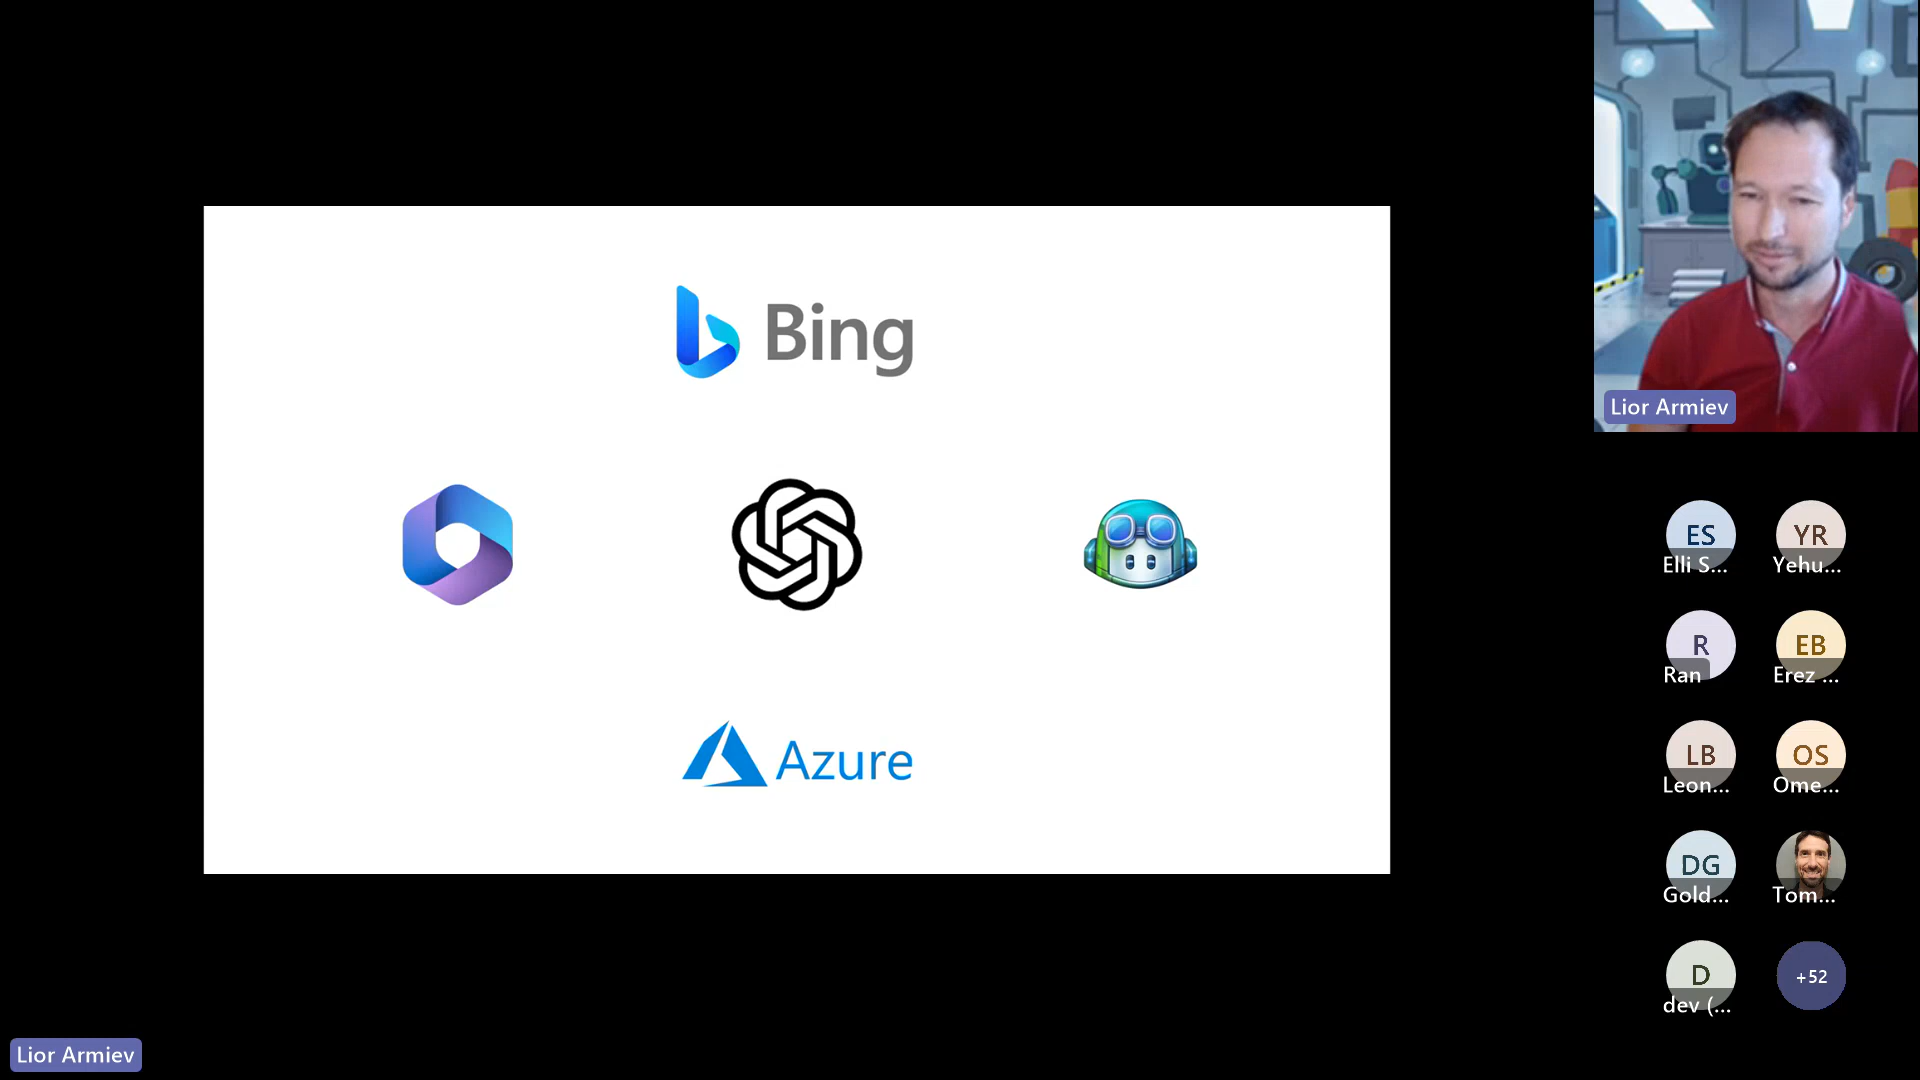 Bing
Azure
Lior Armiev
ES
Elli S...
YR
Yehu...
R
Ran
EB
Erez ...
LB
Leon...
OS
Ome...
DG
Gold...
Tom...
D
dev (...
+52
Lior Armiev